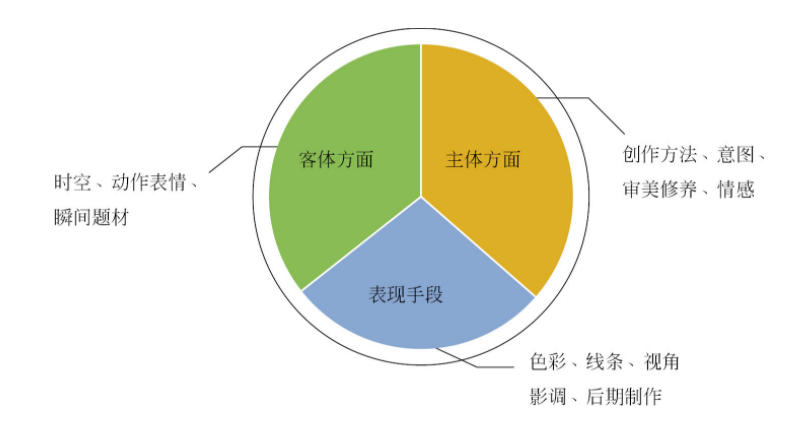 客体方面
主体方面
创作方法、意图、
审美修养、情感
时空、动作表情、
瞬间题材
表现手段
色彩、线条、视角
影调、后期制作